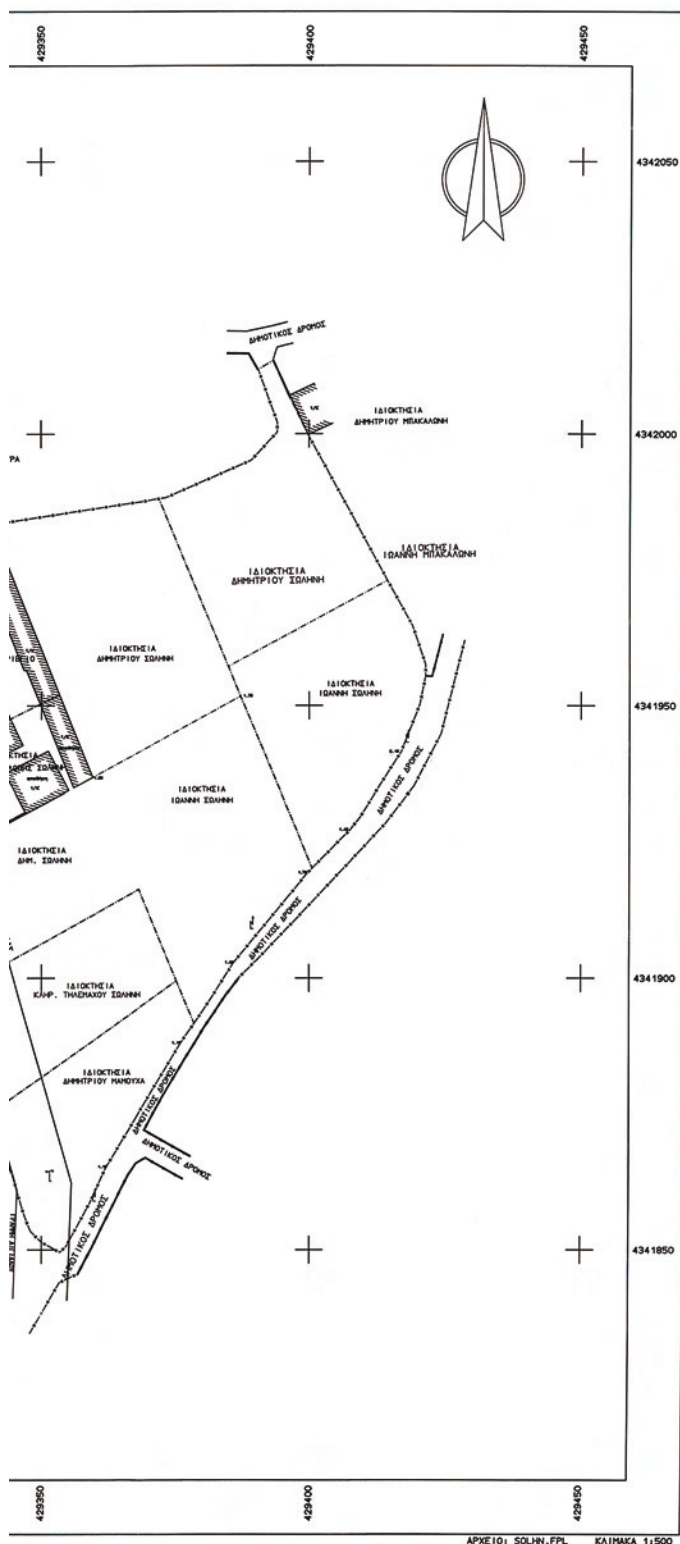 429350
429400
429450
4342050
ΔΗΜΟΤΙΚΟΣ ΔΡΟΜΟΣ
ΙΔΙΟΚΤΗΣΙΑ
ΔΗΜΗΤΡΙΟΥ ΜΠΑΚΑΛΩΝΗ
4342000
ΡΑ
ΙΔΙΟΚΤΗΣΙΑ
ΙΩΑΝΝΗ ΜΠΑΚΑΛΩΝΗ
ΙΔΙΟΚΤΗΣΙΑ
ΔΗΜΗΤΡΙΟΥ ΣΩΛΗΝΗ
ΙΔΙΟΚΤΗΣΙΑ
ΔΗΜΗΤΡΙΟΥ ΣΩΛΗΝΗ
ΙΔΙΟΚΤΗΣΙΑ
ΙΩΑΝΝΗ ΣΩΛΗΝΗ
4341950
ΔΗΜΟΤΙΚΟΣ ΔΡΟΜΟΣ
ΙΔΙΟΚΤΗΣΙΑ
ΙΩΑΝΝΗ ΣΩΛΗΝΗ
ΙΔΙΟΚΤΗΣΙΑ
ΔΗΜ. ΣΩΛΗΝΗ
ΔΗΜΟΤΙΚΟΣ ΔΡΟΜΟΣ
4341900
ΙΔΙΟΚΤΗΣΙΑ
ΚΛΗΡ. ΤΗΛΕΜΑΧΟΥ ΣΩΛΗΝΗ
ΙΔΙΟΚΤΗΣΙΑ
ΔΗΜΗΤΡΙΟΥ ΜΑΜΟΥΧΑ
ΔΗΜΟΤΙΚΟΣ ΔΡΟΜΟΣ
ΔΗΜΟΤΙΚΟΣ ΔΡΟΜΟΣ
ΔΗΜΟΤΙΚΟΣ ΔΡΟΜΟΣ
4341850
429350
429400
429450
ΑΡΧΕΙΟ: SOLHN.FPL ΚΛΙΜΑΚΑ 1:500